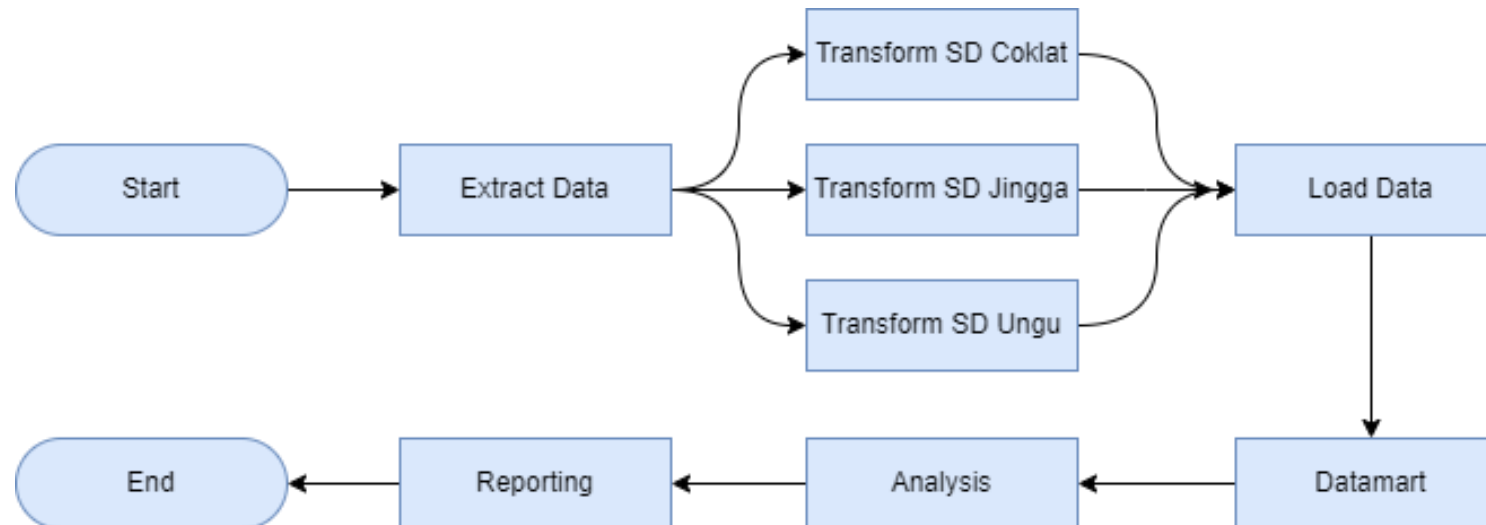 Start
Extract Data
Transform SD Coklat
Transform SD Jingga
Transform SD Ungu
Load Data
Datamart
Analysis
Reporting
End